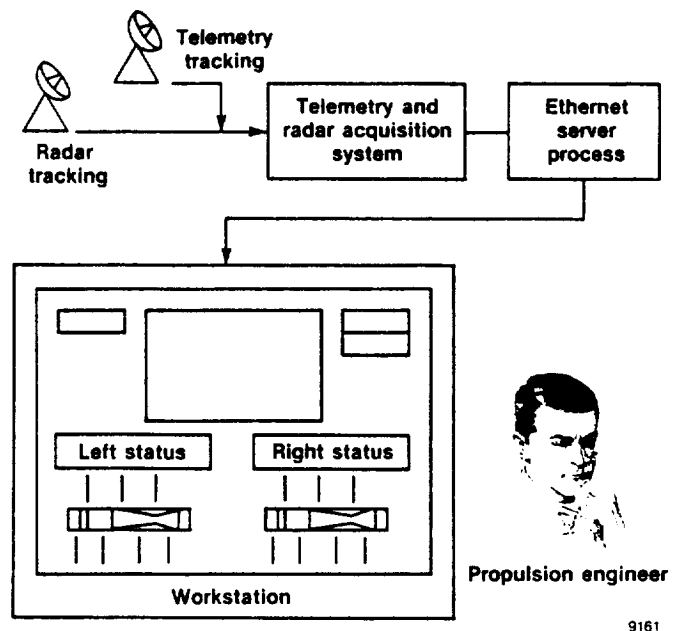 Telemetry
tracking
Radar
tracking
Telemetry and
radar acquisition
system
Ethernet
server
process
Left status
Right status
Workstation
Propulsion engineer
9161